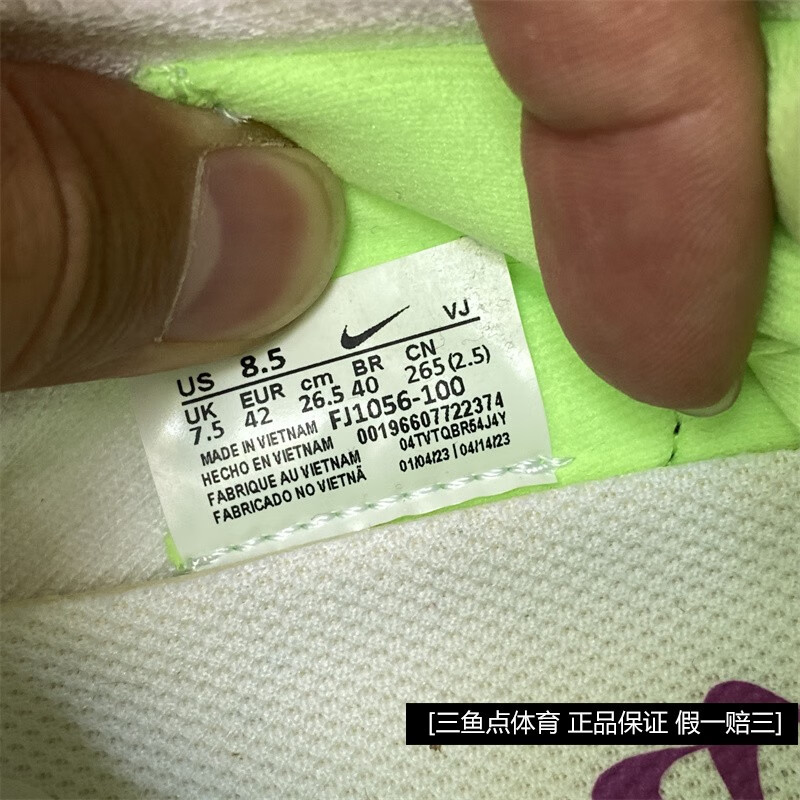 VJ
US 8.5
UK EUR cm BR CN
7.5 42 26.5 40 265(2.5)
FJ1056-100
MADE IN VIETNAM 00196607722374
HECHO EN VIETNAM 04TVTQBR54J4Y
FABRIQUE AU VIETNAM 01/04/23 | 04/14/23
FABRICADO NO VIETNÃ
[三鱼点体育 正品保证 假一赔三]